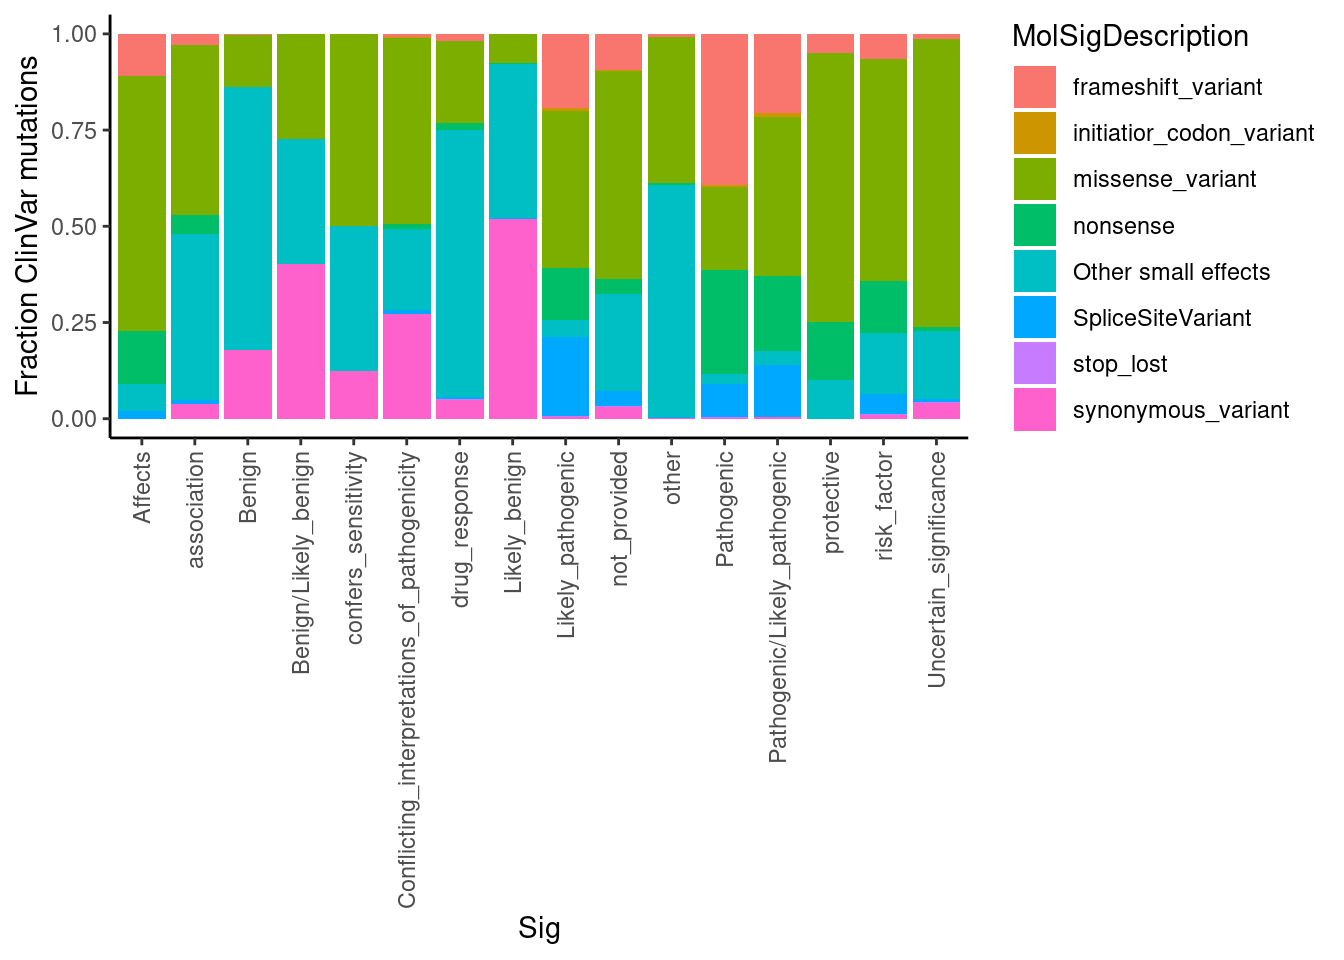 Fraction ClinVar mutations
1.00
0.75
0.50
0.25
0.00
Affects
association
Benign
Benign/Likely_benign
confers_sensitivity
Conflicting_interpretations_of_pathogenicity
drug_response
Likely_benign
Likely_pathogenic
not_provided
other
Pathogenic
Pathogenic/Likely_pathogenic
protective
risk_factor
Uncertain_significance
Sig
MolSigDescription
frameshift_variant
initiatior_codon_variant
missense_variant
nonsense
Other small effects
SpliceSiteVariant
stop_lost
synonymous_variant